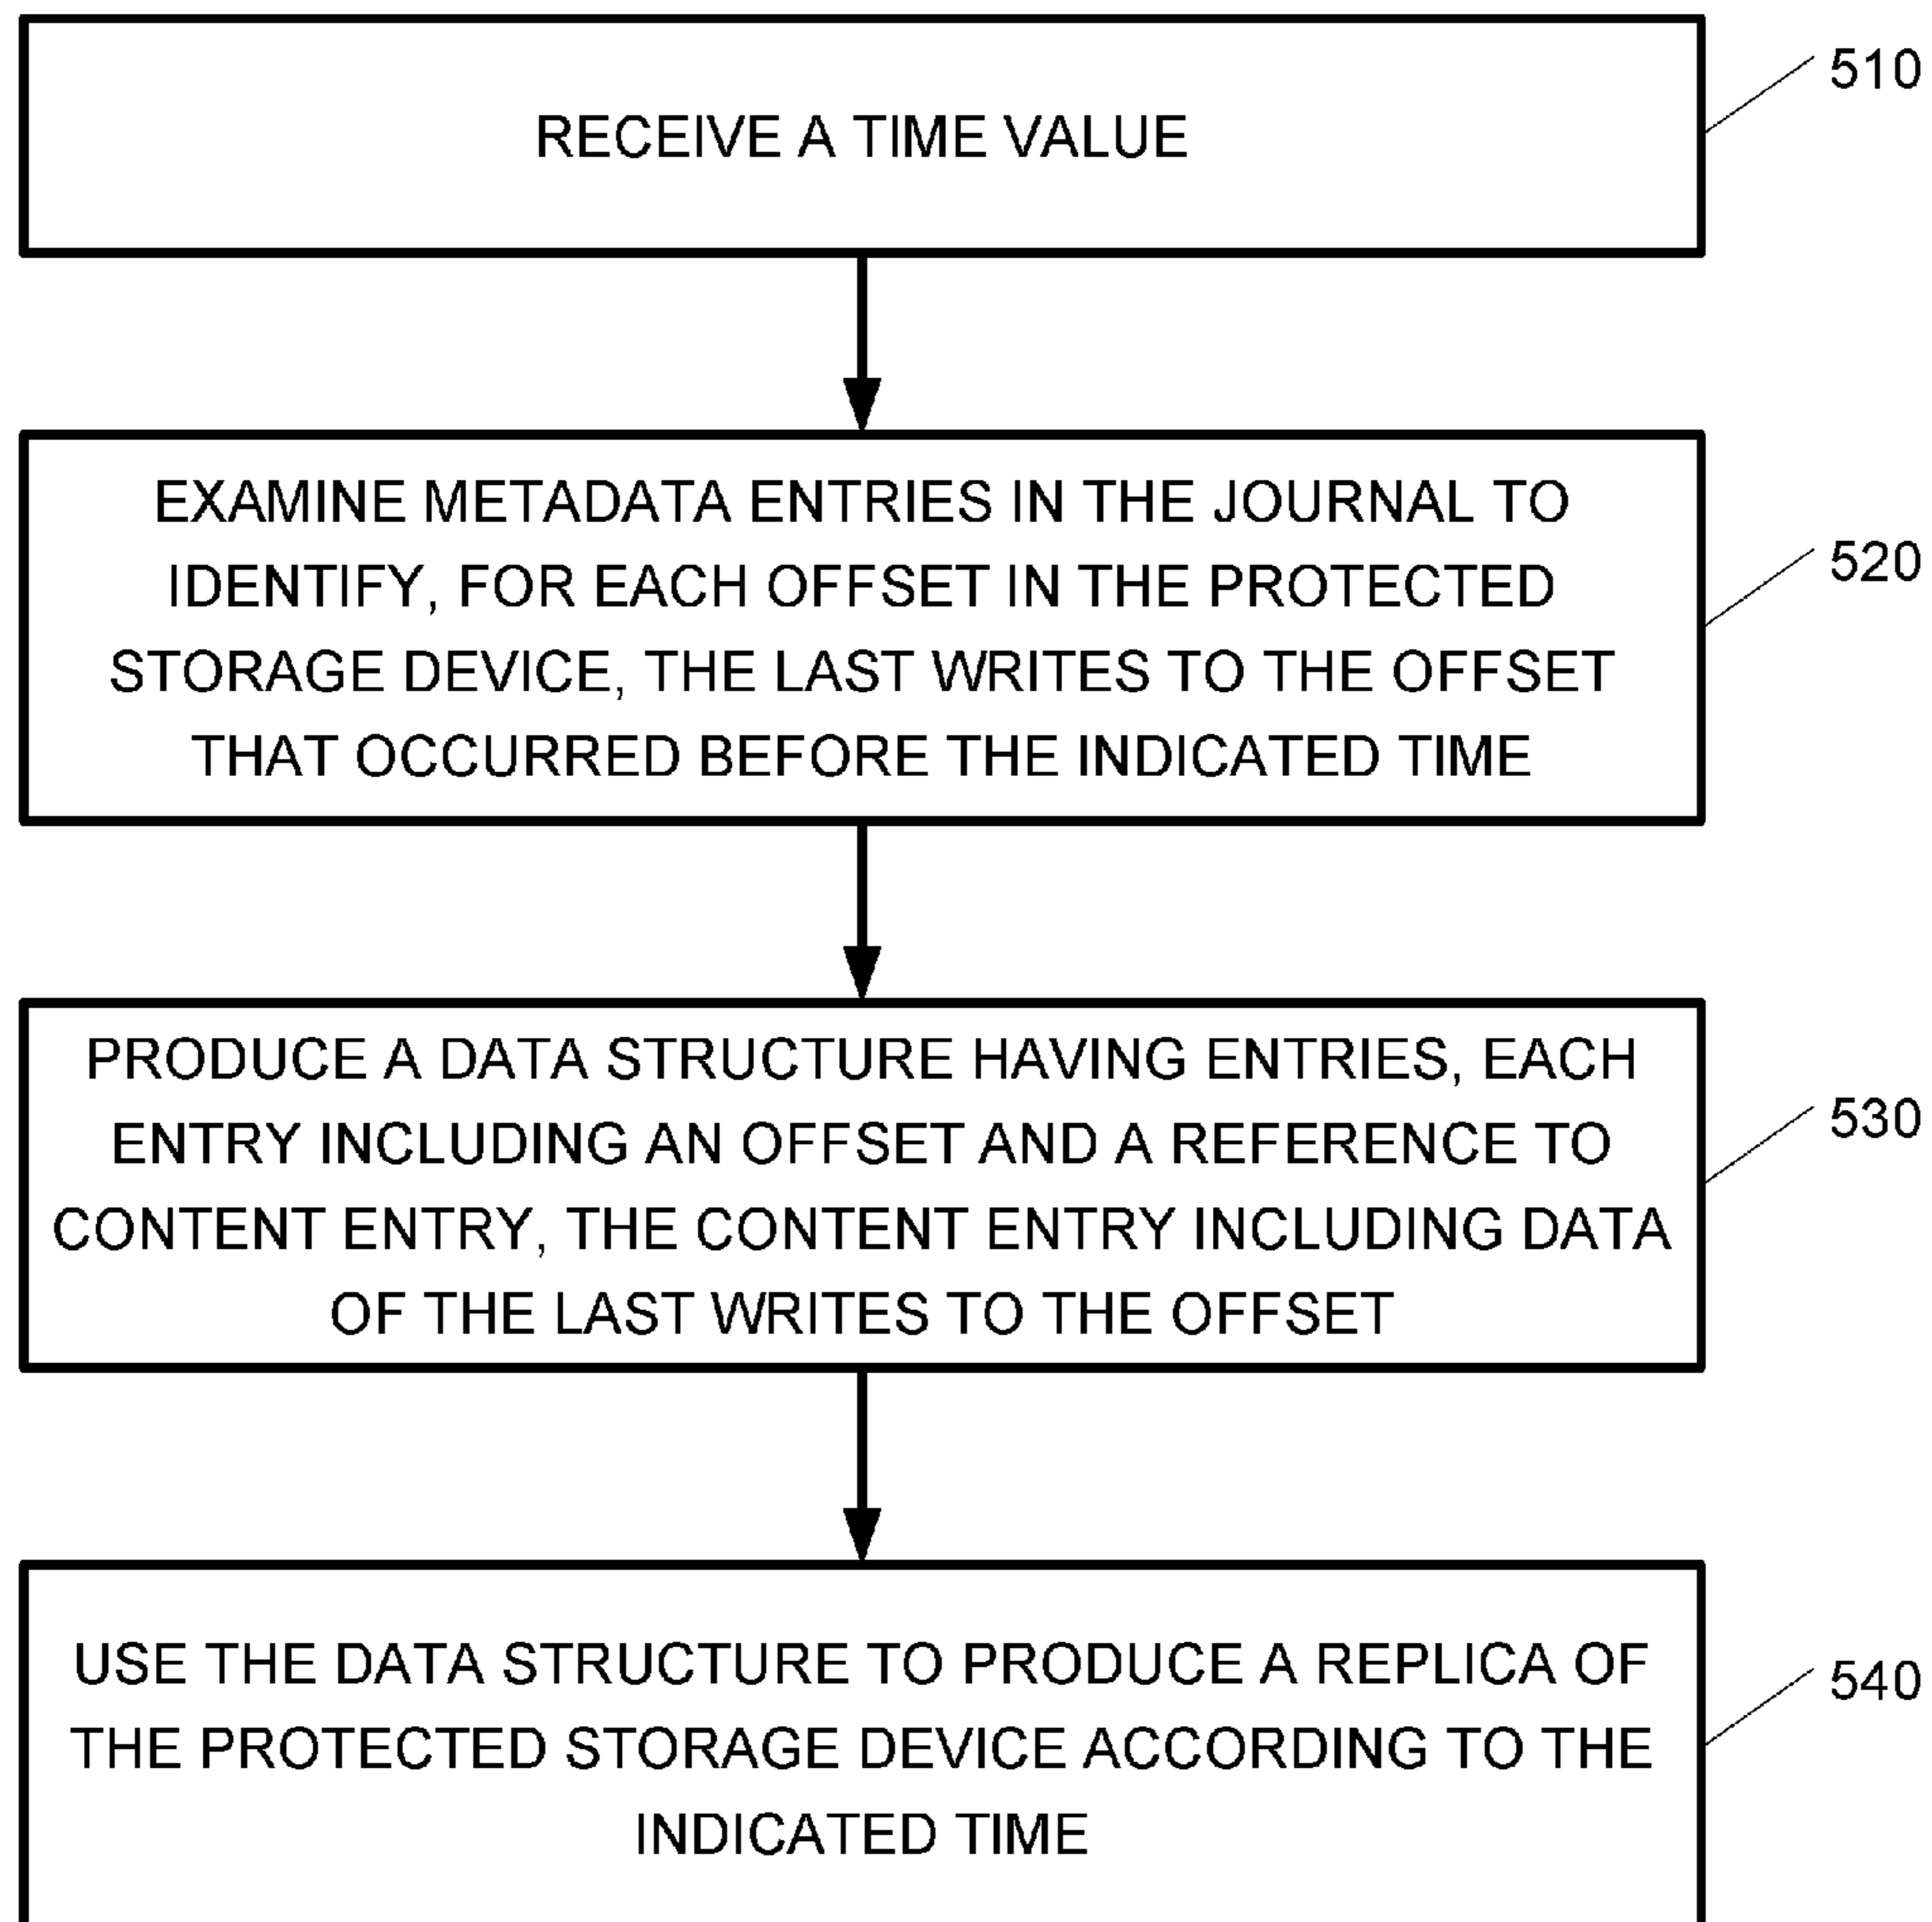 RECEIVE A TIME VALUE
510
EXAMINE METADATA ENTRIES IN THE JOURNAL TO
IDENTIFY, FOR EACH OFFSET IN THE PROTECTED
STORAGE DEVICE, THE LAST WRITES TO THE OFFSET
THAT OCCURRED BEFORE THE INDICATED TIME
520
PRODUCE A DATA STRUCTURE HAVING ENTRIES, EACH
ENTRY INCLUDING AN OFFSET AND A REFERENCE TO
CONTENT ENTRY, THE CONTENT ENTRY INCLUDING DATA
OF THE LAST WRITES TO THE OFFSET
530
USE THE DATA STRUCTURE TO PRODUCE A REPLICA OF
THE PROTECTED STORAGE DEVICE ACCORDING TO THE
INDICATED TIME
540